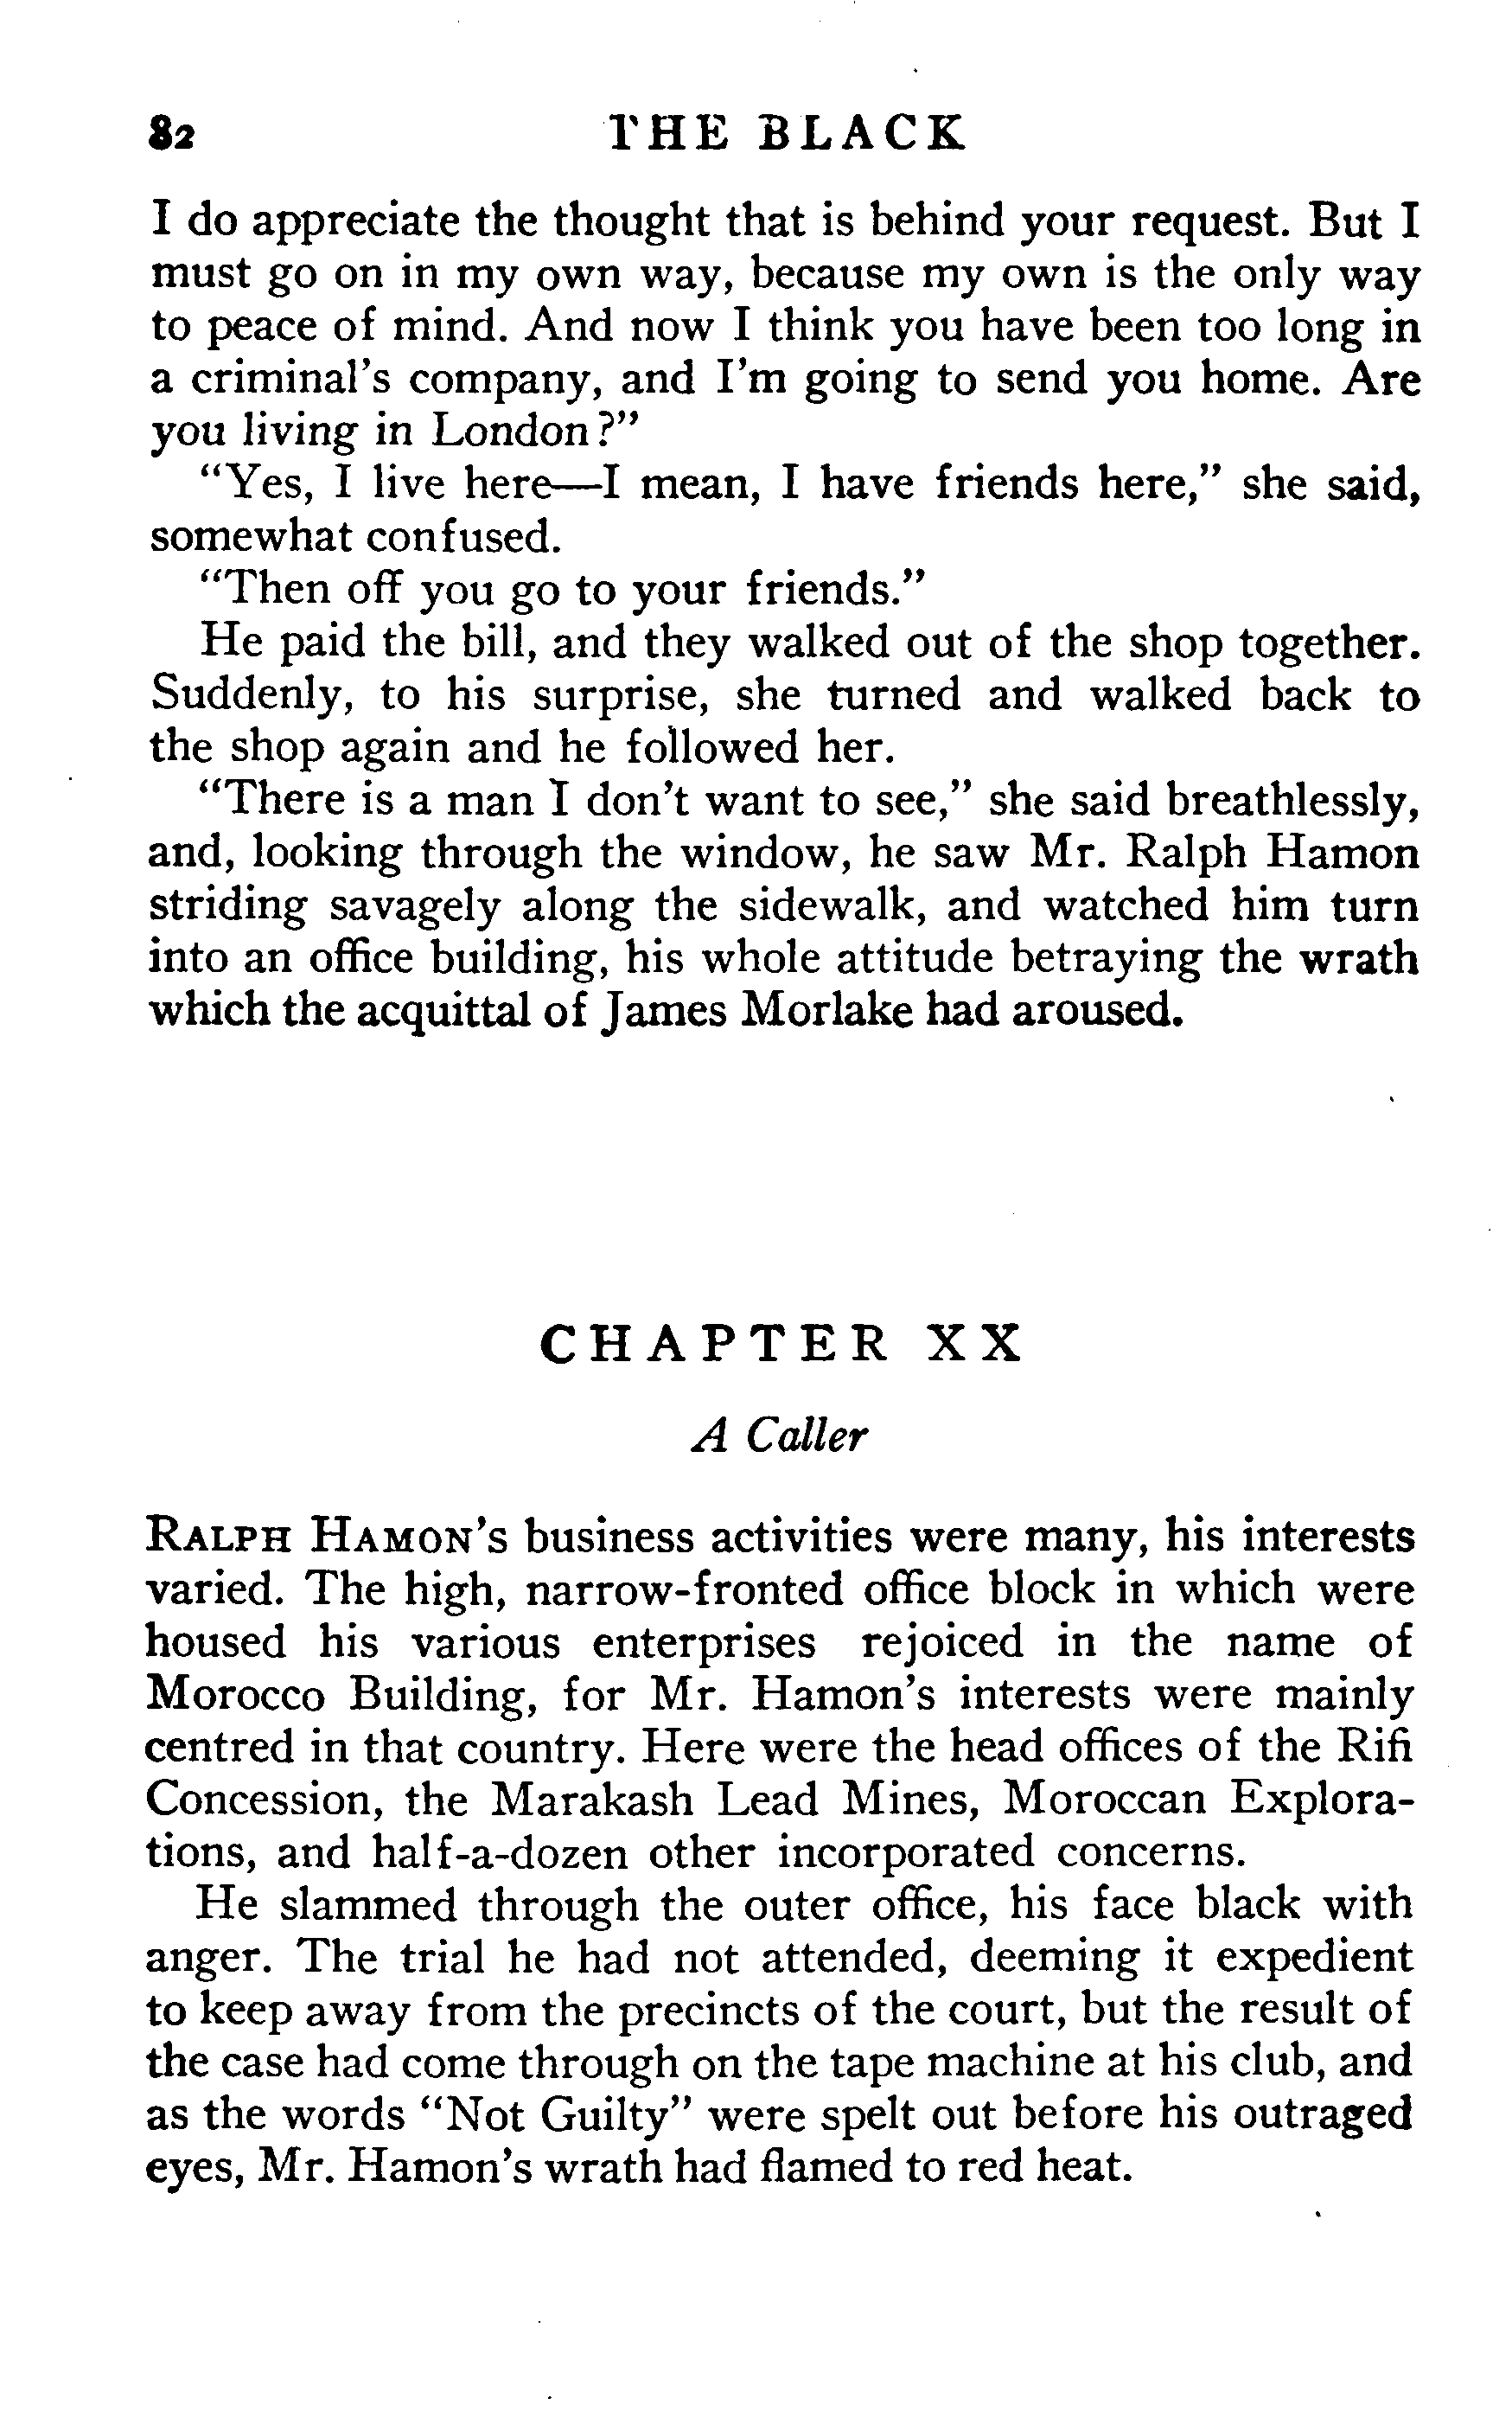 82 THE BLACK
I do appreciate the thought that is behind your request. But I
must go on in my own way, because my own is the only way
to peace of mind. And now I think you have been too long in
a criminal's company, and I'm going to send you home. Are
you living in London?"
"Yes, I live here—I mean, I have friends here," she said,
somewhat confused.
"Then off you go to your friends."
He paid the bill, and they walked out of the shop together.
Suddenly, to his surprise, she turned and walked back to
the shop again and he followed her.
"There is a man I don't want to see," she said breathlessly,
and, looking through the window, he saw Mr. Ralph Hamon
striding savagely along the sidewalk, and watched him turn
into an office building, his whole attitude betraying the wrath
which the acquittal of James Morlake had aroused.
CHAPTER XX
A Caller
RALPH HAMON'S business activities were many, his interests
varied. The high, narrow-fronted office block in which were
housed his various enterprises rejoiced in the name of
Morocco Building, for Mr. Hamon's interests were mainly
centred in that country. Here were the head offices of the Rifi
Concession, the Marakash Lead Mines, Moroccan Explora-
tions, and half-a-dozen other incorporated concerns.
He slammed through the outer office, his face black with
anger. The trial he had not attended, deeming it expedient
to keep away from the precincts of the court, but the result of
the case had come through on the tape machine at his club, and
as the words "Not Guilty" were spelt out before his outraged
eyes, Mr. Hamon's wrath had flamed to red heat.